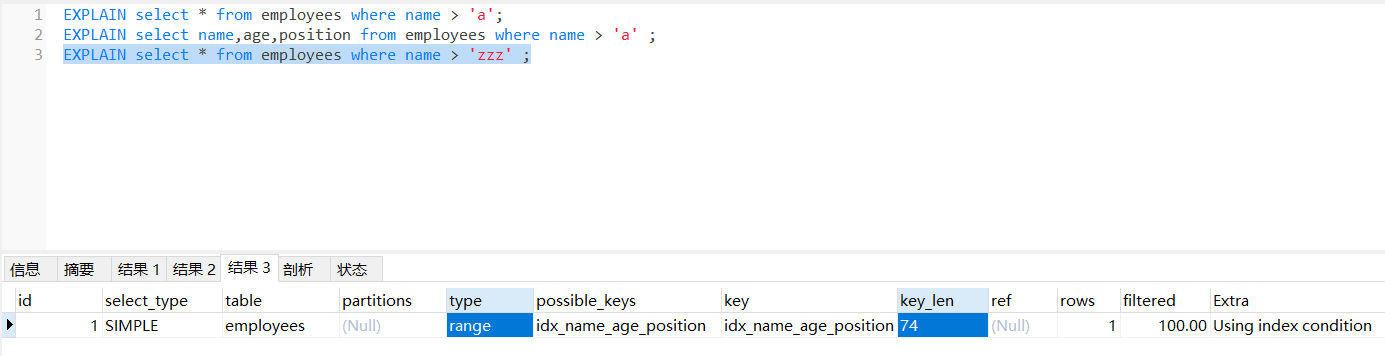 1 EXPLAIN select * from employees where name > 'a';
2 EXPLAIN select name,age,position from employees where name > 'a' ;
3 EXPLAIN select * from employees where name > 'zzz' ;
信息 摘要 结果 1 结果 2 结果 3 剖析 状态
id select_type table partitions type possible_keys key key_len ref rows filtered Extra
1 SIMPLE employees (Null) range idx_name_age_position idx_name_age_position 74 (Null) 1 100.00 Using index condition